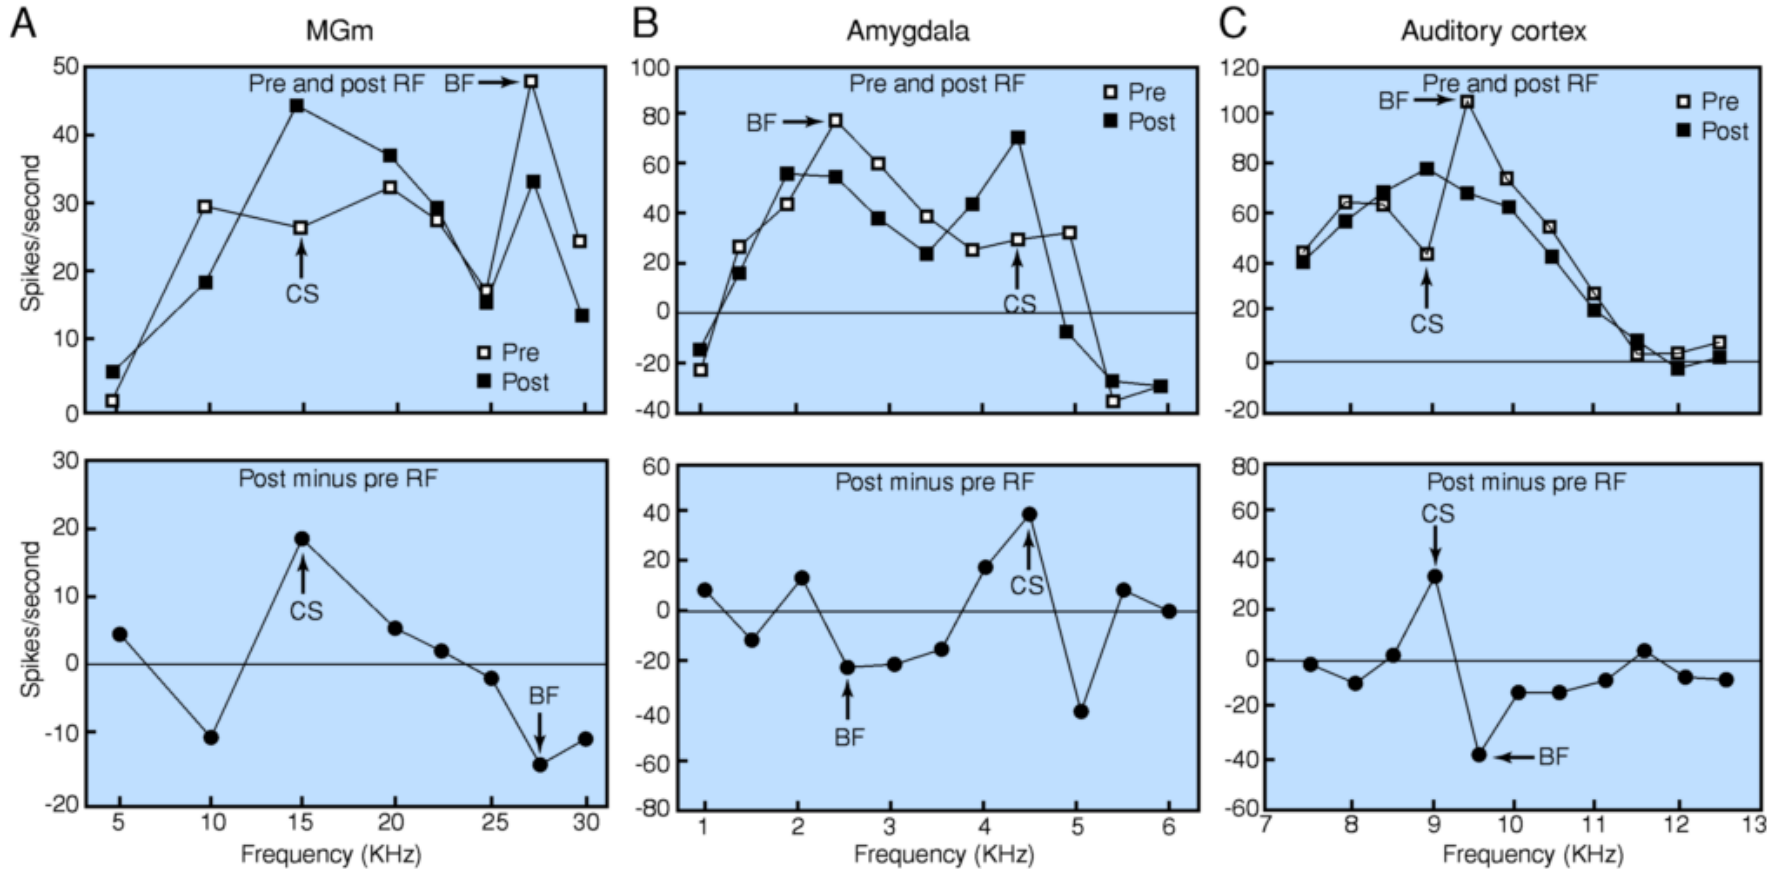 A
MGm
B
Amygdala
C
Auditory cortex
Spikes/second
50
40
30
20
10
0
Pre and post RF
BF
CS
Pre
Post
100
80
60
40
20
0
-20
-40
Pre and post RF
BF
CS
Pre
Post
120
100
80
60
40
20
0
-20
Pre and post RF
BF
CS
Pre
Post
Spikes/second
30
20
10
0
-10
-20
Post minus pre RF
CS
BF
5 10 15 20 25 30
Frequency (KHz)
60
40
20
0
-20
-40
-60
-80
Post minus pre RF
CS
BF
1 2 3 4 5 6
Frequency (KHz)
80
60
40
20
0
-20
-40
-60
Post minus pre RF
CS
BF
7 8 9 10 11 12 13
Frequency (KHz)